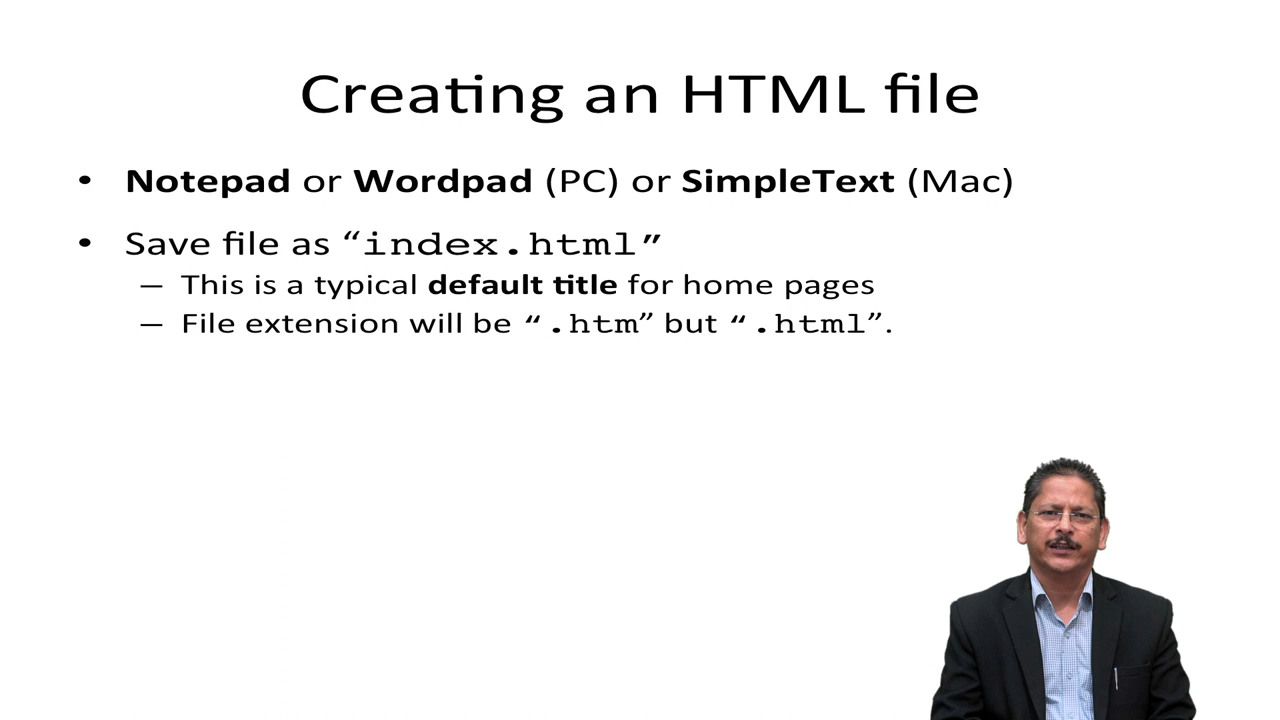 Creating an HTML file
• Notepad or Wordpad (PC) or SimpleText (Mac)
• Save file as “index.html”
– This is a typical default title for home pages
– File extension will be “.htm” but “.html”.